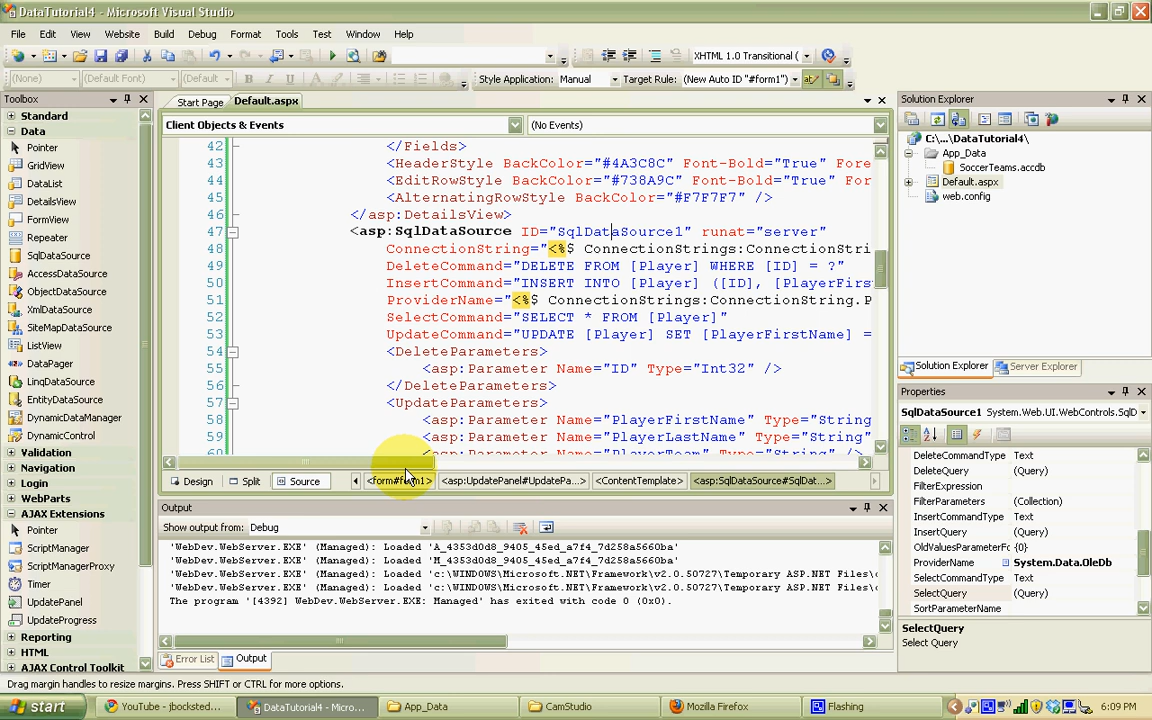 DataTutorial4 - Microsoft Visual Studio
File Edit View Website Build Debug Format Tools Test Window Help
XHTML 1.0 Transitional (
(None) (Default Font) (Default Style Application: Manual Target Rule: (New Auto ID "#form1")
Toolbox
Standard
Data
Pointer
GridView
DataList
DetailsView
FormView
Repeater
SqlDataSource
AccessDataSource
ObjectDataSource
XmlDataSource
SiteMapDataSource
ListView
DataPager
LinqDataSource
EntityDataSource
DynamicDataManager
DynamicControl
Validation
Navigation
Login
WebParts
AJAX Extensions
Pointer
ScriptManager
ScriptManagerProxy
Timer
UpdatePanel
UpdateProgress
Reporting
HTML
AJAX Control Toolkit
Start Page Default.aspx
Client Objects & Events (No Events)
42 </Fields>
43 <HeaderStyle BackColor="#4A3C8C" Font-Bold="True" Fore
44 <EditRowStyle BackColor="#738A9C" Font-Bold="True" For
45 <AlternatingRowStyle BackColor="#F7F7F7" />
46 </asp:DetailsView>
47 <asp:SqlDataSource ID="SqlDataSource1" runat="server"
48 ConnectionString="<%$ ConnectionStrings:ConnectionStri
49 DeleteCommand="DELETE FROM [Player] WHERE [ID] = ?"
50 InsertCommand="INSERT INTO [Player] ([ID], [PlayerFirs
51 ProviderName="<%$ ConnectionStrings:ConnectionString.P
52 SelectCommand="SELECT * FROM [Player]"
53 UpdateCommand="UPDATE [Player] SET [PlayerFirstName] =
54 <DeleteParameters>
55 <asp:Parameter Name="ID" Type="Int32" />
56 </DeleteParameters>
57 <UpdateParameters>
58 <asp:Parameter Name="PlayerFirstName" Type="String
59 <asp:Parameter Name="PlayerLastName" Type="String"
60 <asp:Parameter Name="PlayerTeam" Type="String" />
Design Split Source <form#form1> <asp:UpdatePanel#UpdatePa...> <ContentTemplate> <asp:SqlDataSource#SqlDat...>
Output
Show output from: Debug
'WebDev.WebServer.EXE' (Managed): Loaded 'A_4353d0d8_9405_45ed_a7f4_7d258a5660ba'
'WebDev.WebServer.EXE' (Managed): Loaded 'M_4353d0d8_9405_45ed_a7f4_7d258a5660ba'
'WebDev.WebServer.EXE' (Managed): Loaded 'c:\WINDOWS\Microsoft.NET\Framework\v2.0.50727\Temporary ASP.NET Files\
'WebDev.WebServer.EXE' (Managed): Loaded 'c:\WINDOWS\Microsoft.NET\Framework\v2.0.50727\Temporary ASP.NET Files\
The program '[4392] WebDev.WebServer.EXE: Managed' has exited with code 0 (0x0).
Error List Output
Solution Explorer
C:\...\DataTutorial4\
App_Data
SoccerTeams.accdb
Default.aspx
web.config
Solution Explorer Server Explorer
Properties
SqlDataSource1 System.Web.UI.WebControls.SqlD
DeleteCommandType Text
DeleteQuery (Query)
FilterExpression
FilterParameters (Collection)
InsertCommandType Text
InsertQuery (Query)
OldValuesParameterFo {0}
ProviderName System.Data.OleDb
SelectCommandType Text
SelectQuery (Query)
SortParameterName
SelectQuery
Select Query
Drag margin handles to resize margins. Press SHIFT or CTRL for more options.
start YouTube - jbocksted... DataTutorial4 - Micro... App_Data CamStudio Mozilla Firefox Flashing 6:09 PM